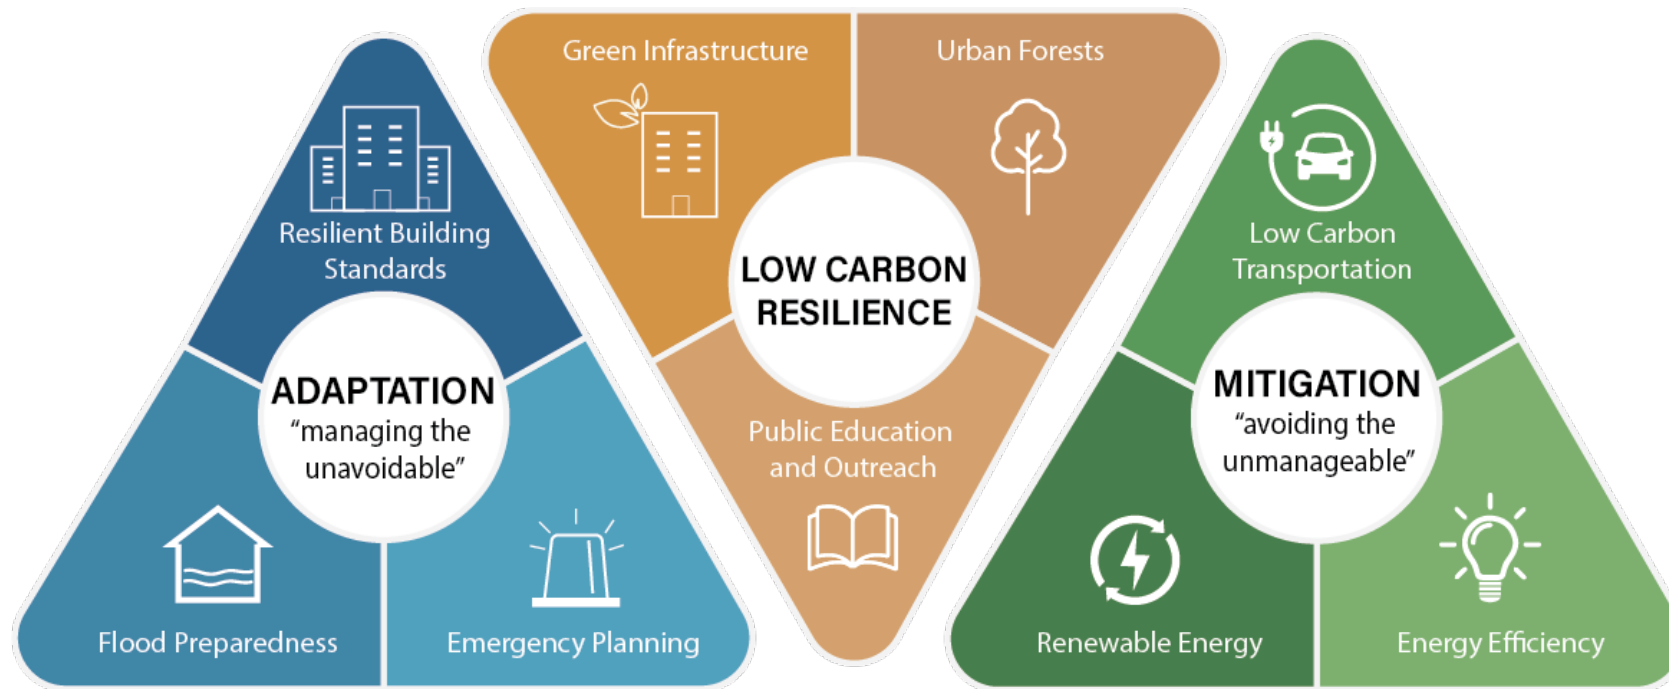 Resilient Building
Standards
ADAPTATION
“managing the
unavoidable”
Flood Preparedness
Emergency Planning
Green Infrastructure
Urban Forests
LOW CARBON
RESILIENCE
Public Education
and Outreach
Low Carbon
Transportation
MITIGATION
“avoiding the
unmanageable”
Renewable Energy
Energy Efficiency